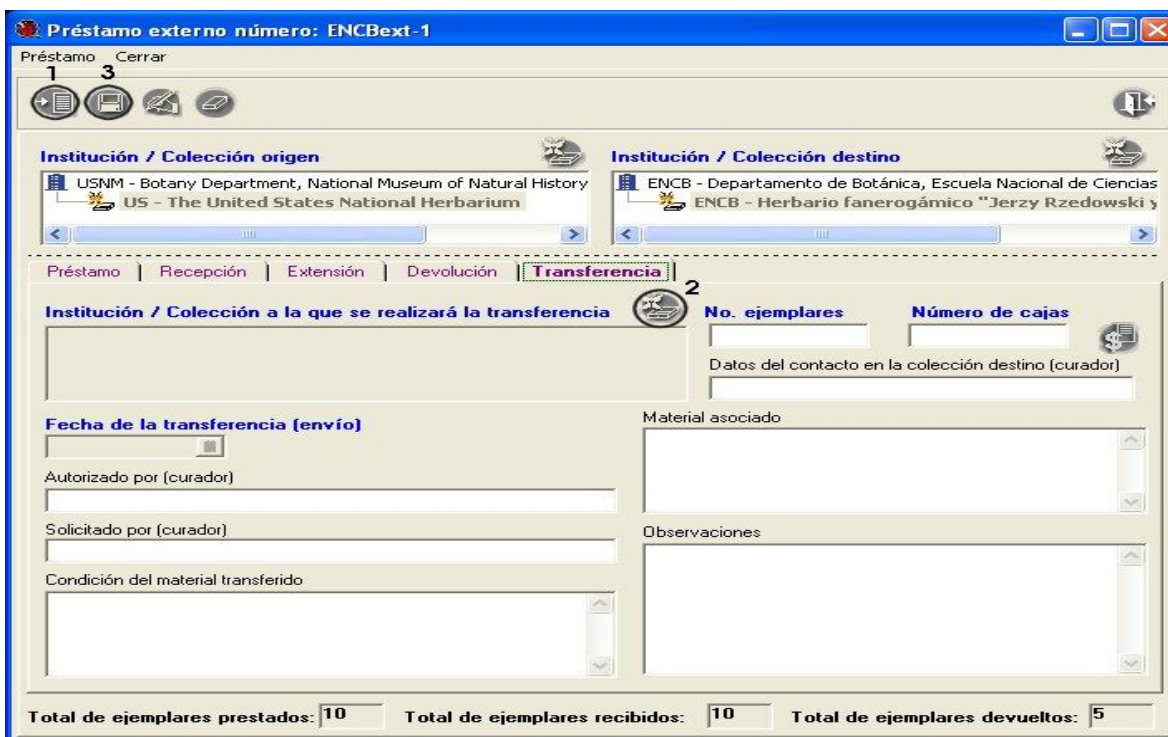 Préstamo externo número: ENCBext-1
Préstamo Cerrar
1 3
Institución / Colección origen
Institución / Colección destino
USNM - Botany Department, National Museum of Natural History
US - The United States National Herbarium
ENCB - Departamento de Botánica, Escuela Nacional de Ciencias
ENCB - Herbario fanerogámico "Jerzy Rzedowski y
Préstamo Recepción Extensión Devolución Transferencia
2
Institución / Colección a la que se realizará la transferencia
No. ejemplares Número de cajas
Datos del contacto en la colección destino (curador)
Fecha de la transferencia (envío)
Material asociado
Autorizado por (curador)
Solicitado por (curador)
Observaciones
Condición del material transferido
Total de ejemplares prestados: 10 Total de ejemplares recibidos: 10 Total de ejemplares devueltos: 5